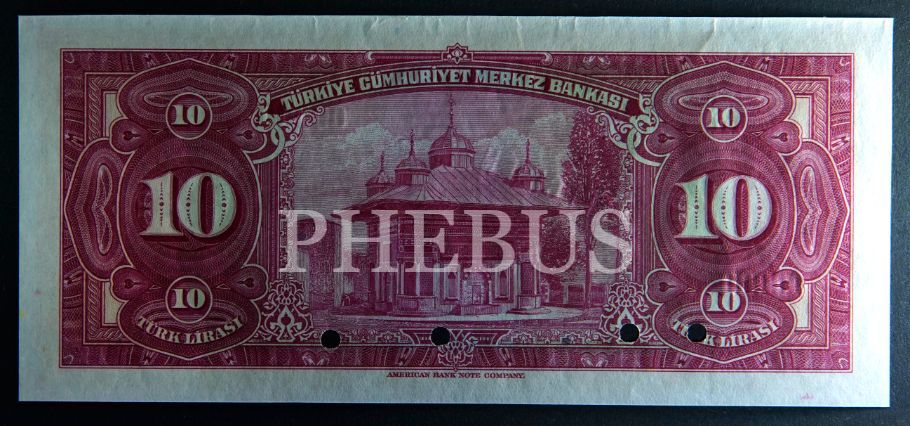 TÜRKİYE CÜMHURİYET MERKEZ BANKASI
10 10
10 10
PHEBUS
10 10
TÜRK LİRASI TÜRK LİRASI
AMERICAN BANK NOTE COMPANY.